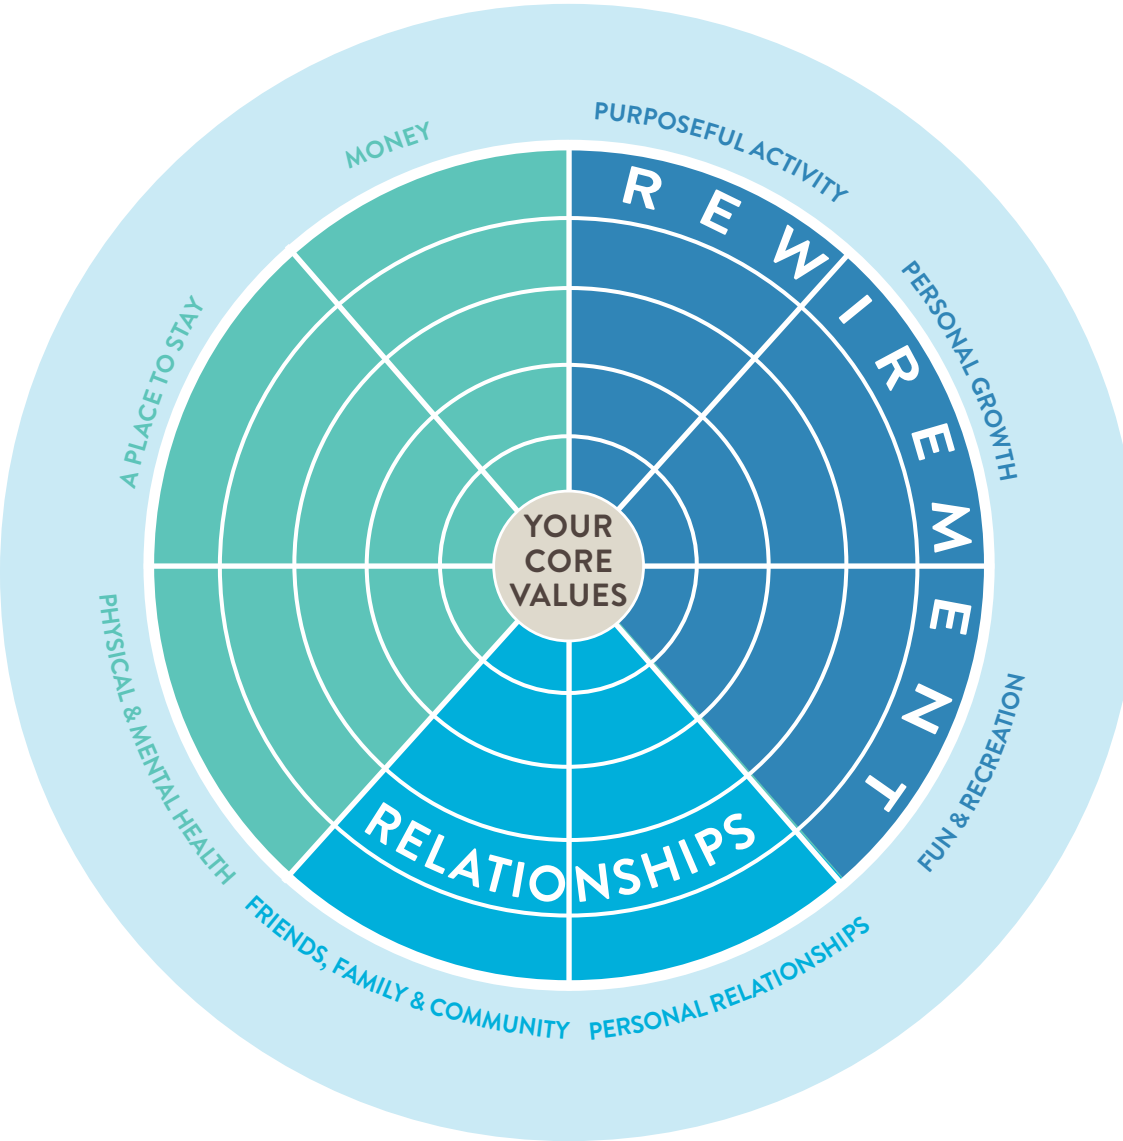 PURPOSEFUL ACTIVITY
PERSONAL GROWTH
FUN & RECREATION
PERSONAL RELATIONSHIPS
FRIENDS, FAMILY & COMMUNITY
PHYSICAL & MENTAL HEALTH
A PLACE TO STAY
MONEY
REWIREMENT
RELATIONSHIPS
YOUR
CORE
VALUES